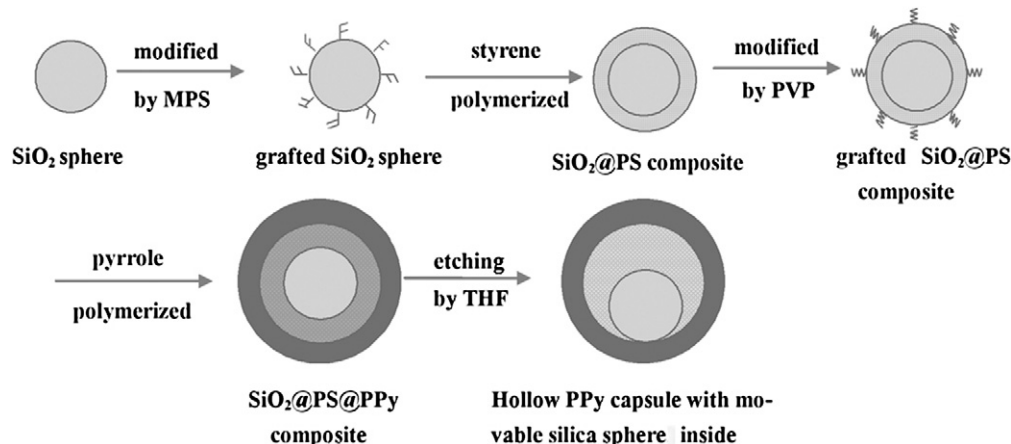 modified
by MPS
styrene
polymerized
modified
by PVP
SiO₂ sphere
grafted SiO₂ sphere
SiO₂@PS composite
grafted SiO₂@PS
composite
pyrrole
polymerized
etching
by THF
SiO₂@PS@PPy
composite
Hollow PPy capsule with mo-
vable silica sphere inside